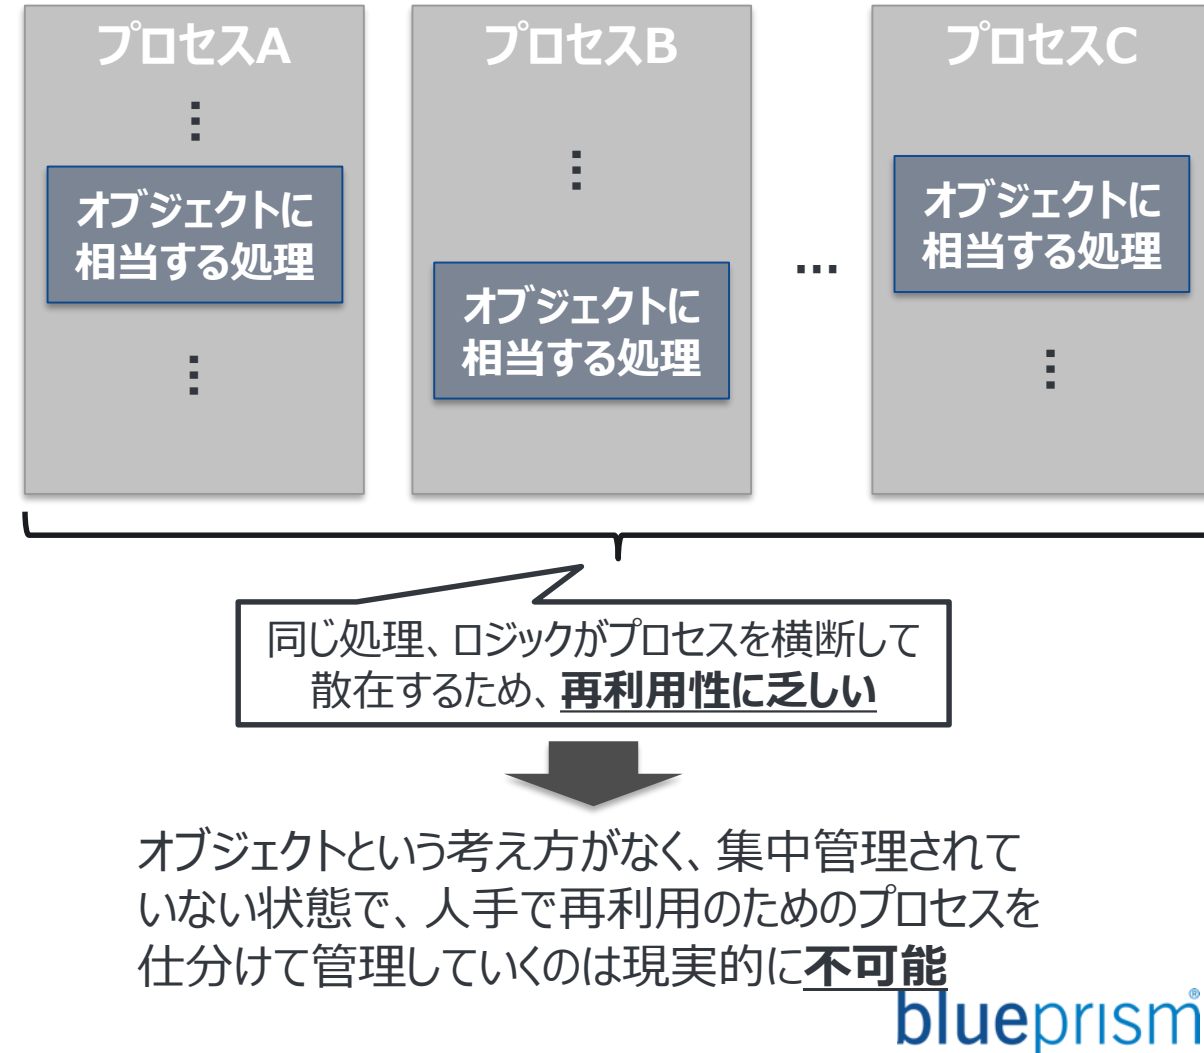 プロセスA
プロセスB
プロセスC
オブジェクトに
相当する処理
オブジェクトに
相当する処理
...
オブジェクトに
相当する処理
同じ処理、ロジックがプロセスを横断して
散在するため、再利用性に乏しい
オブジェクトという考え方がなく、集中管理されて
いない状態で、人手で再利用のためのプロセスを
仕分けて管理していくのは現実的に不可能
blueprism®